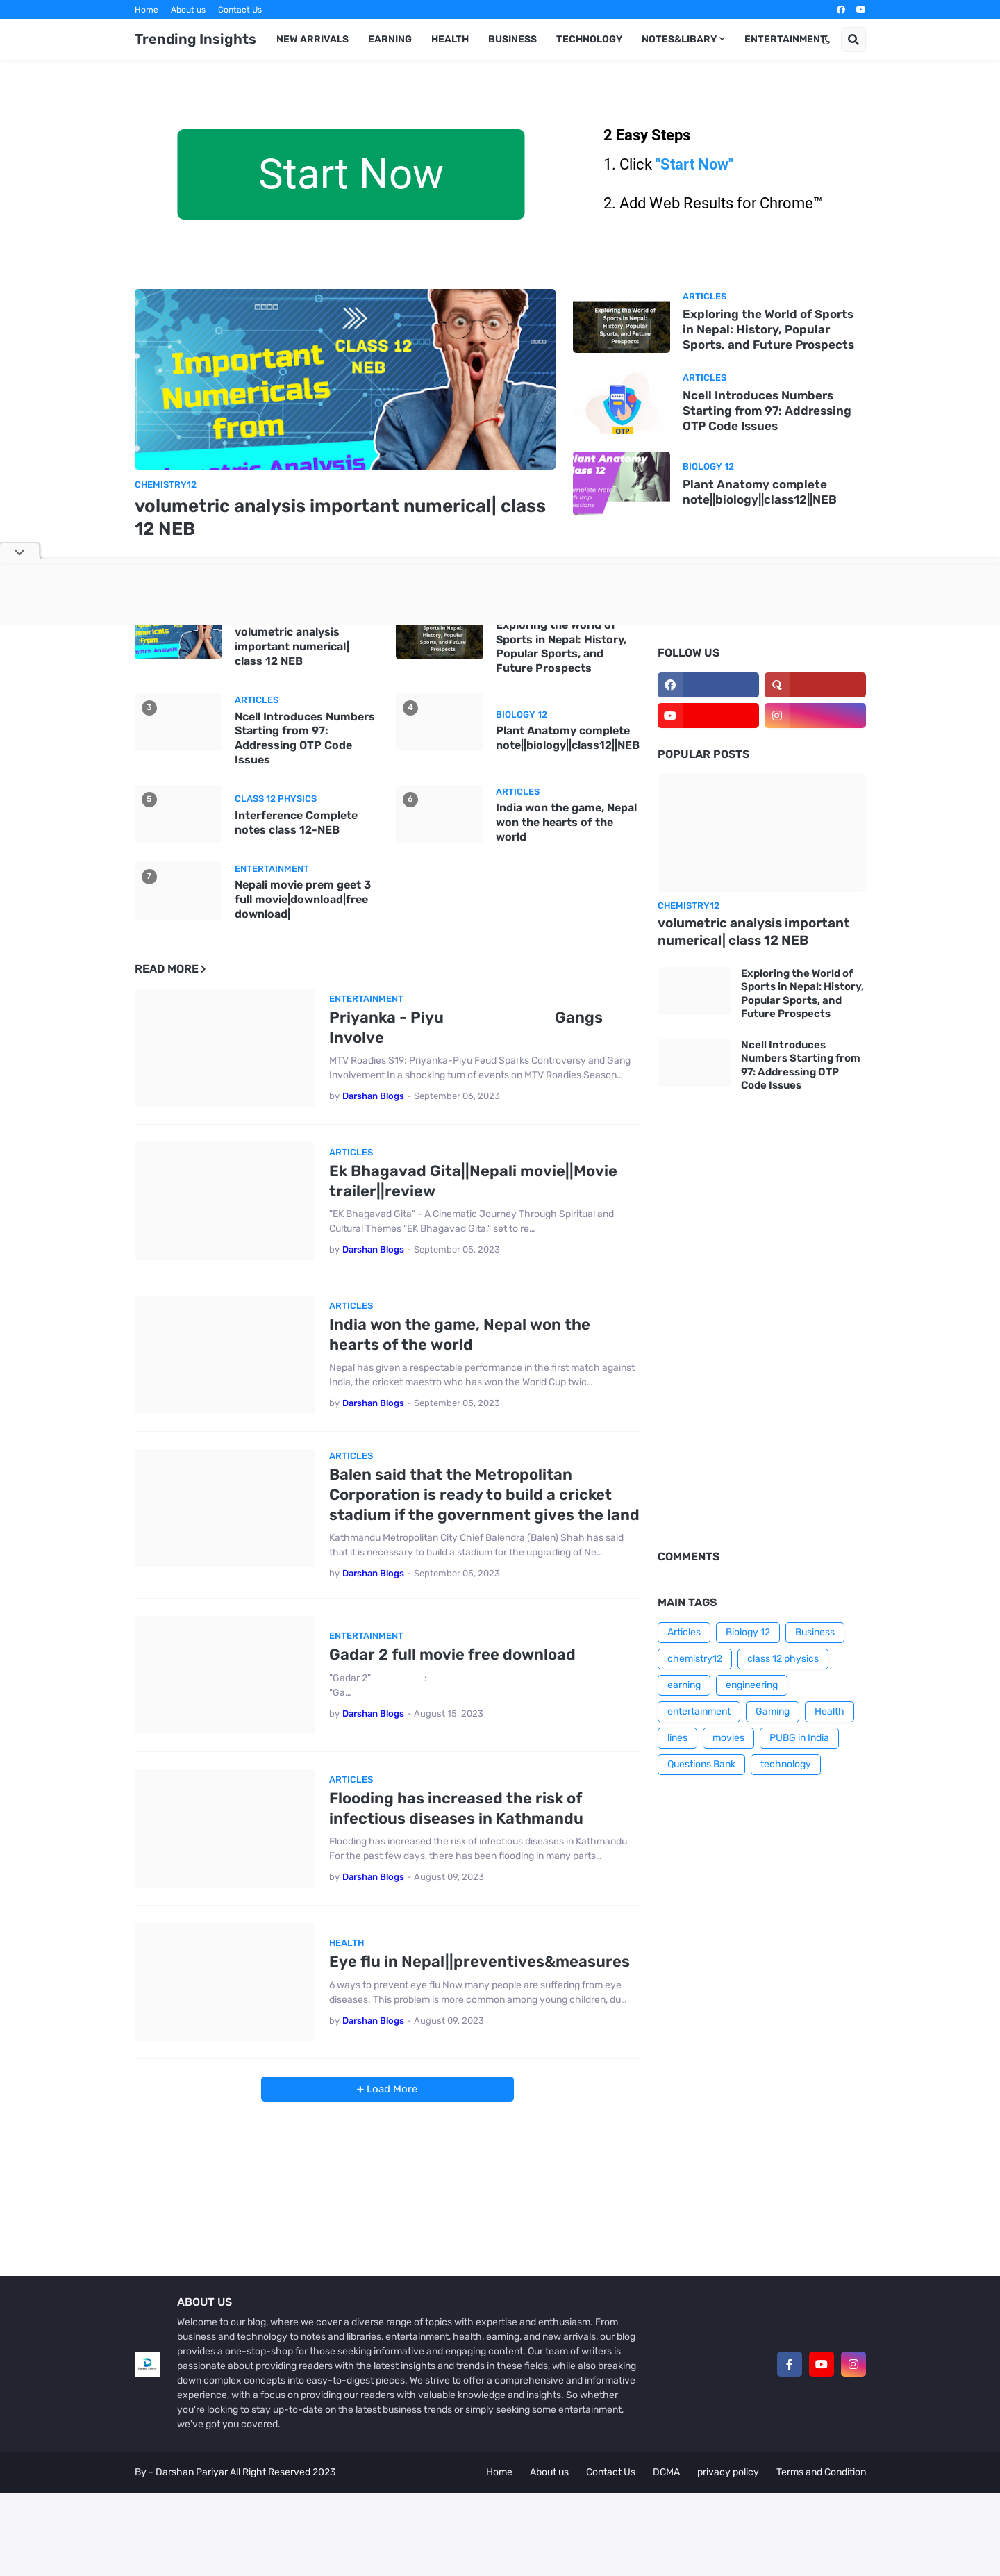 Home About us Contact Us
Trending Insights NEW ARRIVALS EARNING HEALTH BUSINESS TECHNOLOGY NOTES&LIBARY ENTERTAINMENT
Start Now
2 Easy Steps
1. Click "Start Now"
2. Add Web Results for Chrome™
Important
Numericals
from
CLASS 12
NEB
CHEMISTRY12
volumetric analysis important numerical| class
12 NEB
Exploring the World of
Sports in Nepal:
History, Popular
Sports, and Future
Prospects
ARTICLES
Exploring the World of Sports
in Nepal: History, Popular
Sports, and Future Prospects
OTP
ARTICLES
Ncell Introduces Numbers
Starting from 97: Addressing
OTP Code Issues
Plant Anatomy
BIOLOGY 12
Plant Anatomy complete
note||biology||class12||NEB
volumetric analysis
important numerical|
class 12 NEB
Exploring the World of
Sports in Nepal: History,
Popular Sports, and
Future Prospects
3
ARTICLES
Ncell Introduces Numbers
Starting from 97:
Addressing OTP Code
Issues
4
BIOLOGY 12
Plant Anatomy complete
note||biology||class12||NEB
5
CLASS 12 PHYSICS
Interference Complete
notes class 12-NEB
6
ARTICLES
India won the game, Nepal
won the hearts of the
world
7
ENTERTAINMENT
Nepali movie prem geet 3
full movie|download|free
download|
FOLLOW US
POPULAR POSTS
CHEMISTRY12
volumetric analysis important
numerical| class 12 NEB
Exploring the World of
Sports in Nepal: History,
Popular Sports, and
Future Prospects
Ncell Introduces
Numbers Starting from
97: Addressing OTP
Code Issues
READ MORE
ENTERTAINMENT
Priyanka - Piyu Gangs
Involve
MTV Roadies S19: Priyanka-Piyu Feud Sparks Controversy and Gang
Involvement In a shocking turn of events on MTV Roadies Season…
by Darshan Blogs - September 06, 2023
ARTICLES
Ek Bhagavad Gita||Nepali movie||Movie
trailer||review
"EK Bhagavad Gita" - A Cinematic Journey Through Spiritual and
Cultural Themes "EK Bhagavad Gita," set to re…
by Darshan Blogs - September 05, 2023
ARTICLES
India won the game, Nepal won the
hearts of the world
Nepal has given a respectable performance in the first match against
India, the cricket maestro who has won the World Cup twic…
by Darshan Blogs - September 05, 2023
ARTICLES
Balen said that the Metropolitan
Corporation is ready to build a cricket
stadium if the government gives the land
Kathmandu Metropolitan City Chief Balendra (Balen) Shah has said
that it is necessary to build a stadium for the upgrading of Ne…
by Darshan Blogs - September 05, 2023
ENTERTAINMENT
Gadar 2 full movie free download
"Gadar 2" :
"Ga…
by Darshan Blogs - August 15, 2023
ARTICLES
Flooding has increased the risk of
infectious diseases in Kathmandu
Flooding has increased the risk of infectious diseases in Kathmandu
For the past few days, there has been flooding in many parts…
by Darshan Blogs - August 09, 2023
HEALTH
Eye flu in Nepal||preventives&measures
6 ways to prevent eye flu Now many people are suffering from eye
diseases. This problem is more common among young children, du…
by Darshan Blogs - August 09, 2023
+ Load More
COMMENTS
MAIN TAGS
Articles Biology 12 Business
chemistry12 class 12 physics
earning engineering
entertainment Gaming Health
lines movies PUBG in India
Questions Bank technology
ABOUT US
Welcome to our blog, where we cover a diverse range of topics with expertise and enthusiasm. From
business and technology to notes and libraries, entertainment, health, earning, and new arrivals, our blog
provides a one-stop-shop for those seeking informative and engaging content. Our team of writers is
passionate about providing readers with the latest insights and trends in these fields, while also breaking
down complex concepts into easy-to-digest pieces. We strive to offer a comprehensive and informative
experience, with a focus on providing our readers with valuable knowledge and insights. So whether
you're looking to stay up-to-date on the latest business trends or simply seeking some entertainment,
we've got you covered.
By - Darshan Pariyar All Right Reserved 2023
Home About us Contact Us DCMA privacy policy Terms and Condition